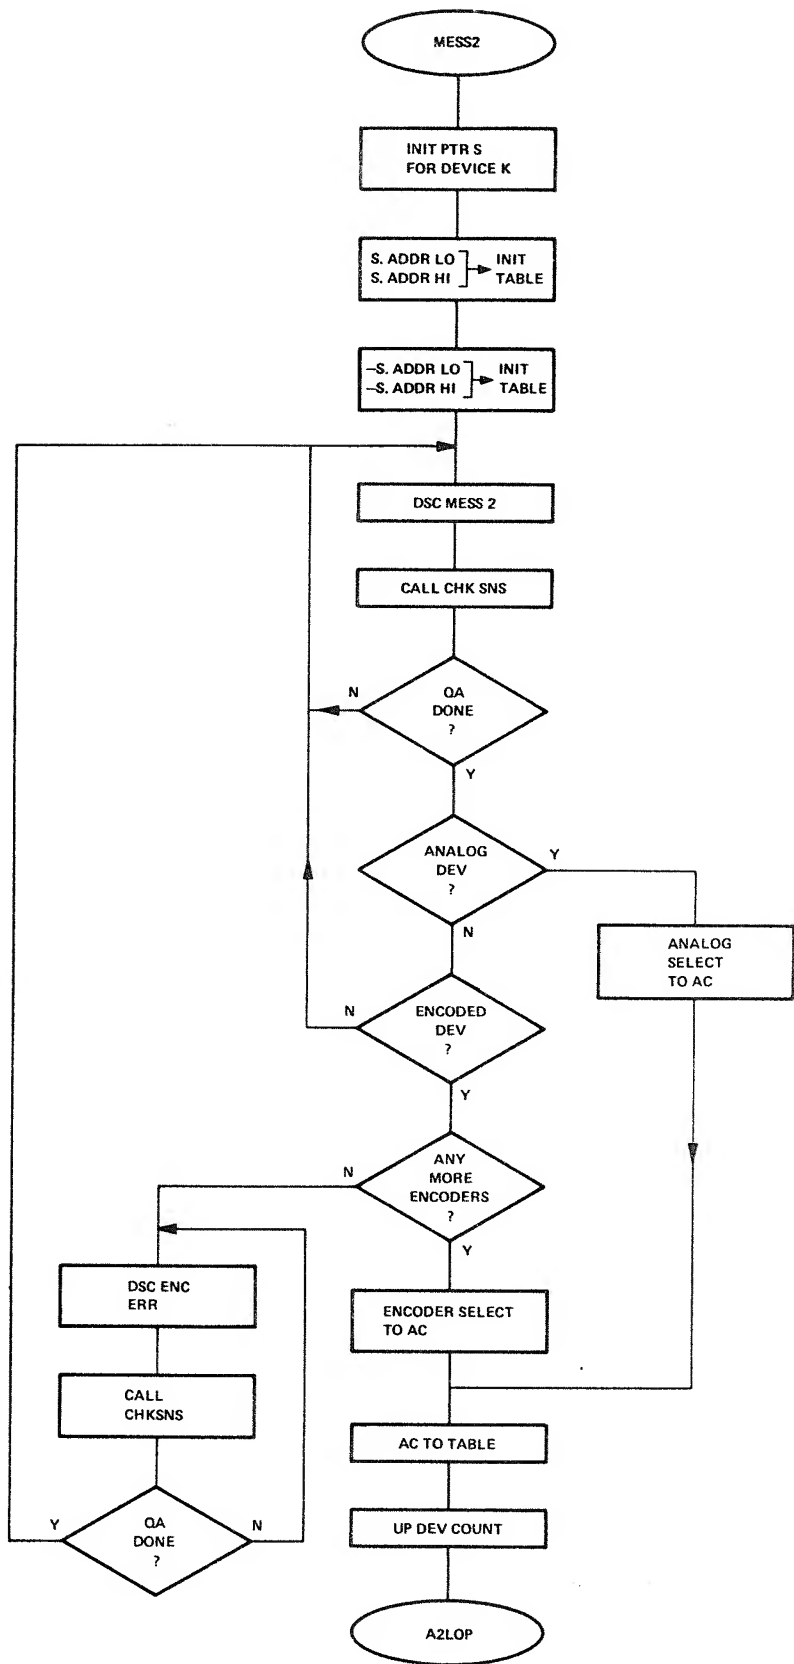 MESS2
INIT PTR S
FOR DEVICE K
S. ADDR LO
S. ADDR HI
INIT
TABLE
–S. ADDR LO
–S. ADDR HI
INIT
TABLE
DSC MESS 2
CALL CHK SNS
QA
DONE
?
N
Y
ANALOG
DEV
?
Y
N
ANALOG
SELECT
TO AC
ENCODED
DEV
?
N
Y
ANY
MORE
ENCODERS
?
N
Y
DSC ENC
ERR
ENCODER SELECT
TO AC
CALL
CHKSNS
AC TO TABLE
QA
DONE
?
Y
N
UP DEV COUNT
A2LOP